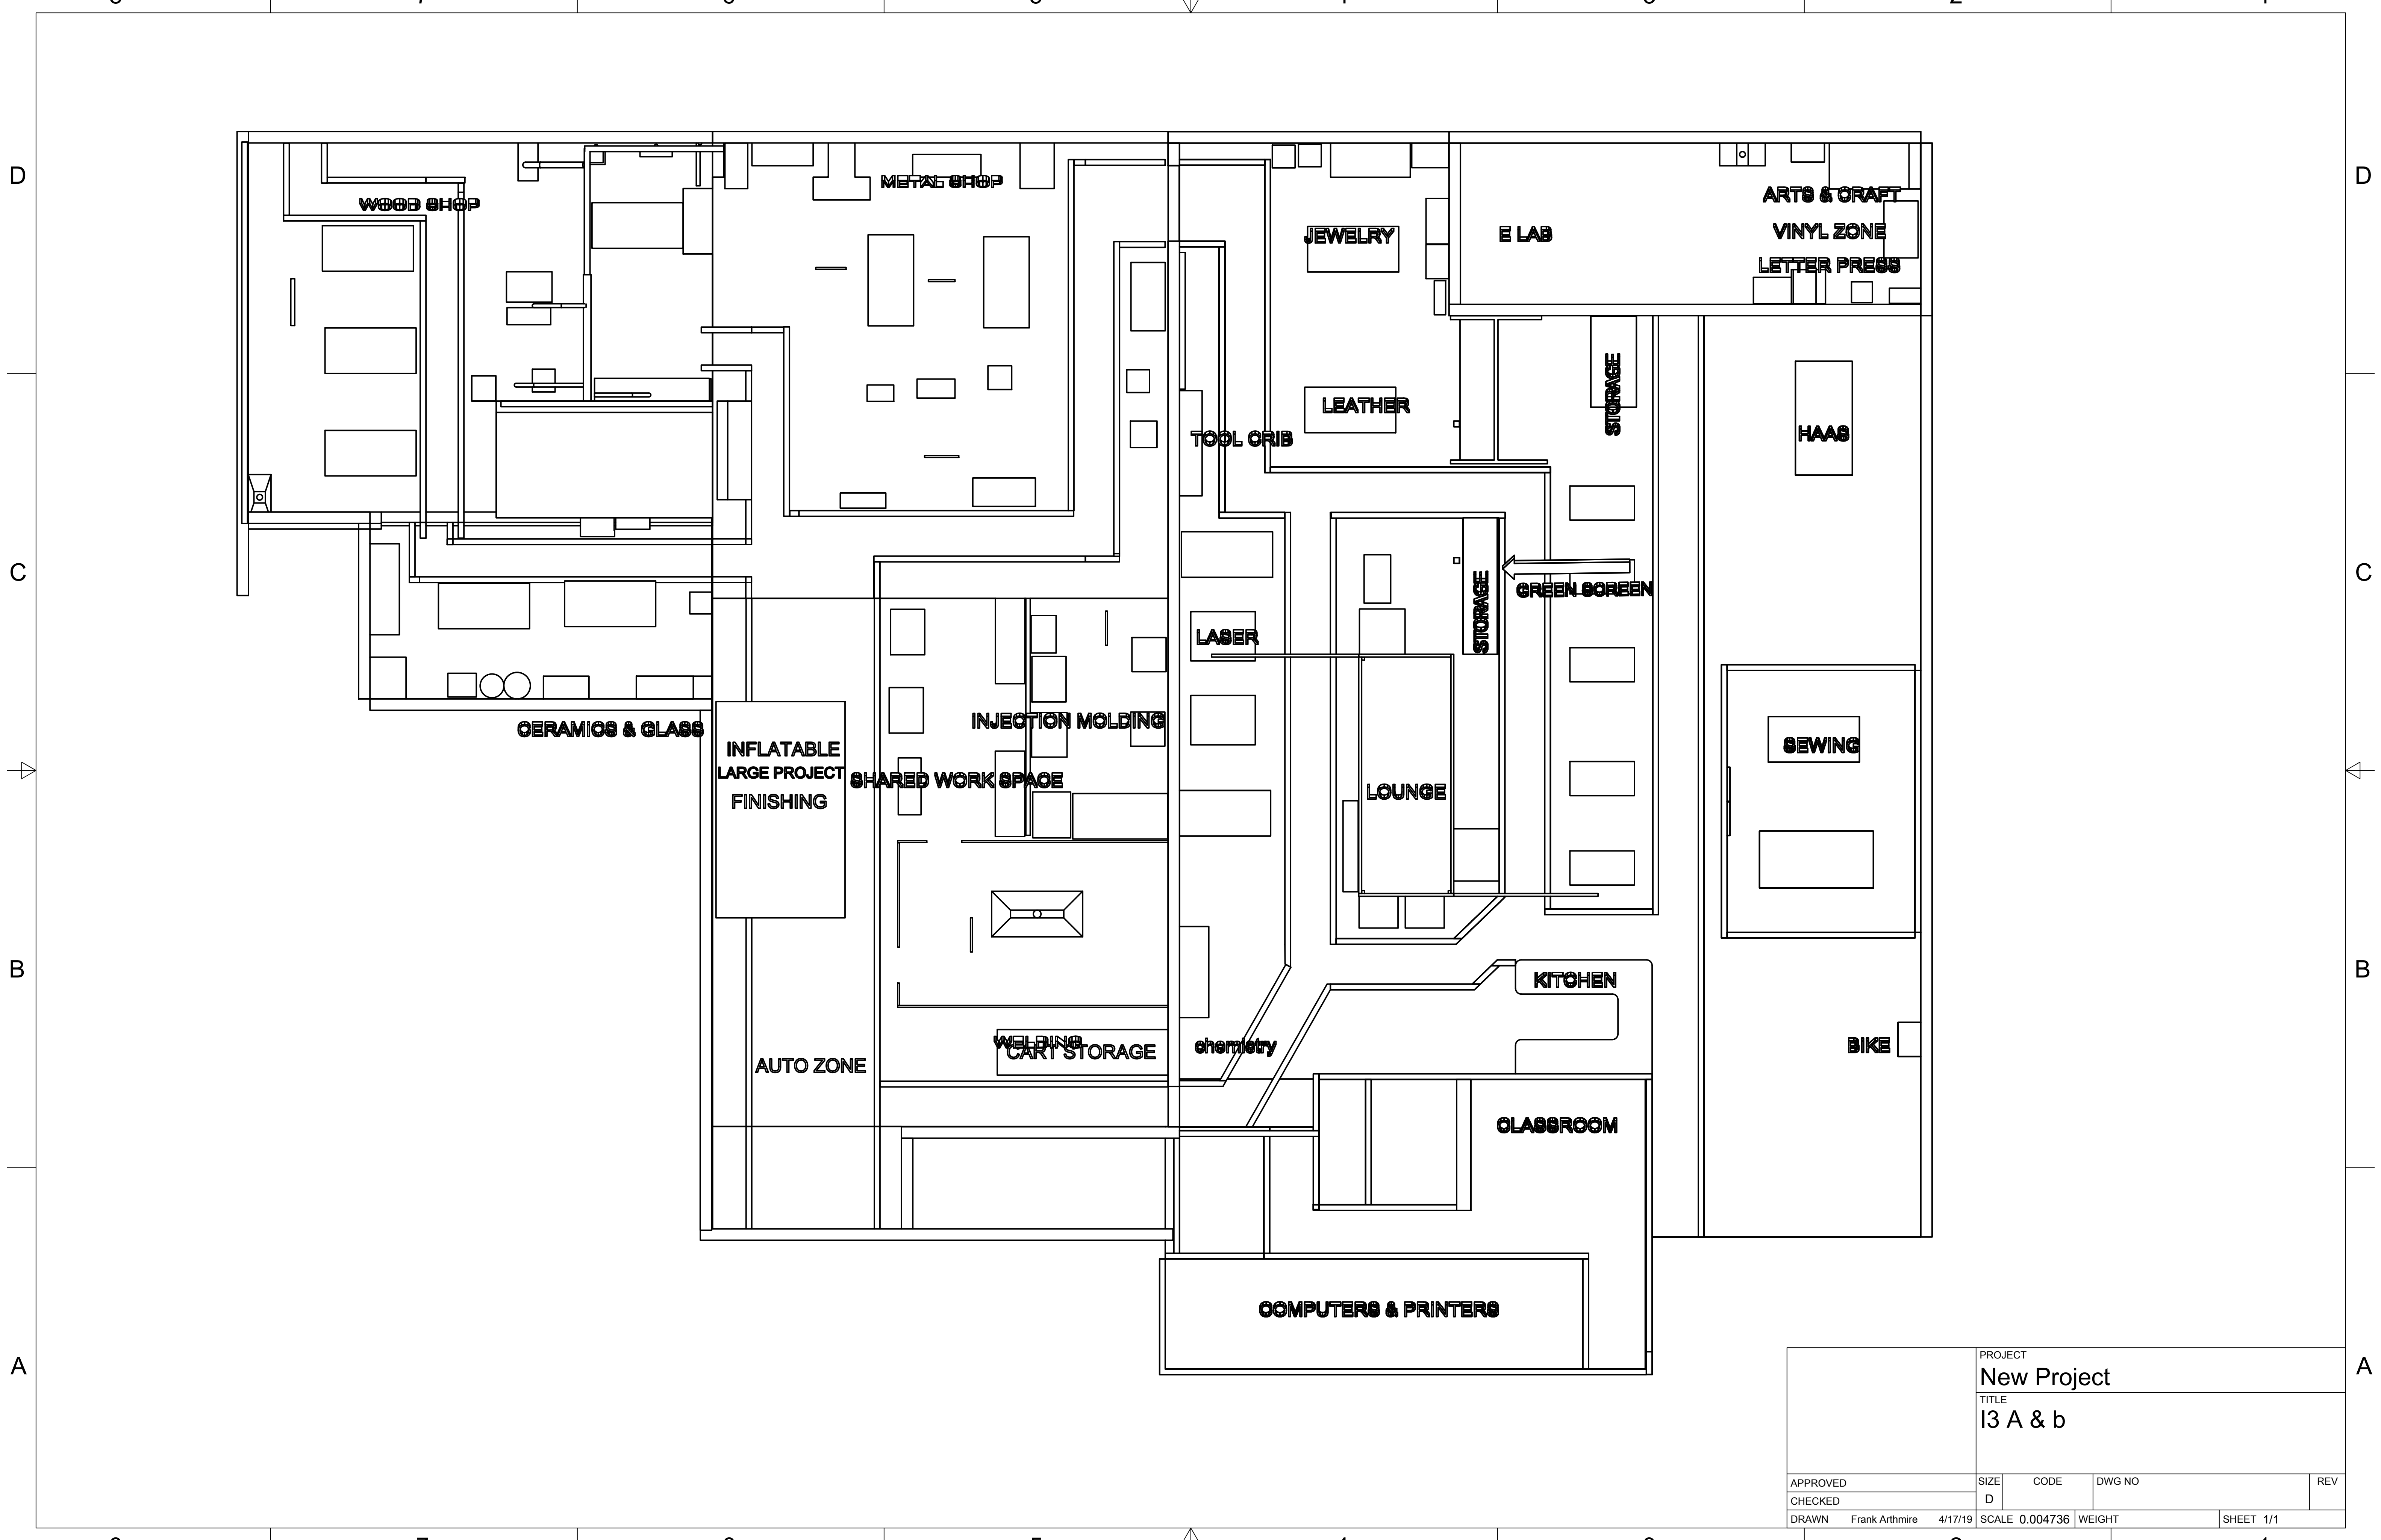 D
D
METAL SHOP
WOOD SHOP
ARTS & CRAFT
JEWELRY
E LAB
VINYL ZONE
LETTER PRESS
STORAGE
LEATHER
TOOL CRIB
HAAS
C
C
GREEN SCREEN
STORAGE
LASER
INJECTION MOLDING
CERAMICS & GLASS
INFLATABLE
LARGE PROJECT
FINISHING
SHARED WORK SPACE
SEWING
LOUNGE
B
B
KITCHEN
WELDING
CART STORAGE
chemistry
BIKE
AUTO ZONE
CLASSROOM
COMPUTERS & PRINTERS
A
A
PROJECT
New Project
TITLE
I3 A & b
APPROVED
SIZE CODE DWG NO REV
CHECKED
D
DRAWN Frank Arthmire 4/17/19 SCALE 0.004736 WEIGHT SHEET 1/1